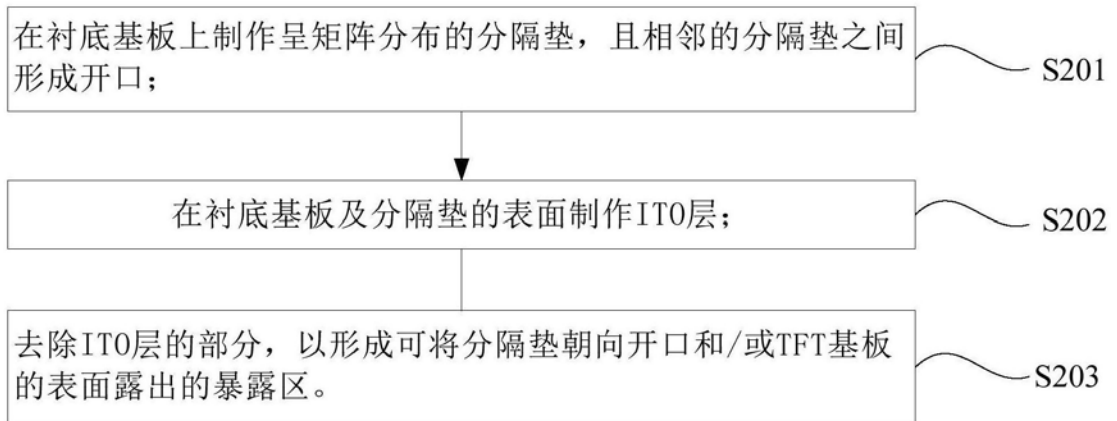 在衬底基板上制作呈矩阵分布的分隔垫，且相邻的分隔垫之间
形成开口；
S201
在衬底基板及分隔垫的表面制作ITO层；
S202
去除ITO层的部分，以形成可将分隔垫朝向开口和/或TFT基板
的表面露出的暴露区。
S203